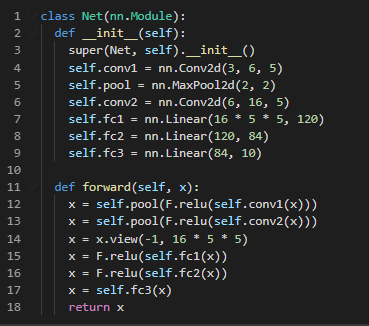 1 class Net(nn.Module):
2   def __init__(self):
3     super(Net, self).__init__()
4     self.conv1 = nn.Conv2d(3, 6, 5)
5     self.pool = nn.MaxPool2d(2, 2)
6     self.conv2 = nn.Conv2d(6, 16, 5)
7     self.fc1 = nn.Linear(16 * 5 * 5, 120)
8     self.fc2 = nn.Linear(120, 84)
9     self.fc3 = nn.Linear(84, 10)
10
11   def forward(self, x):
12     x = self.pool(F.relu(self.conv1(x)))
13     x = self.pool(F.relu(self.conv2(x)))
14     x = x.view(-1, 16 * 5 * 5)
15     x = F.relu(self.fc1(x))
16     x = F.relu(self.fc2(x))
17     x = self.fc3(x)
18     return x